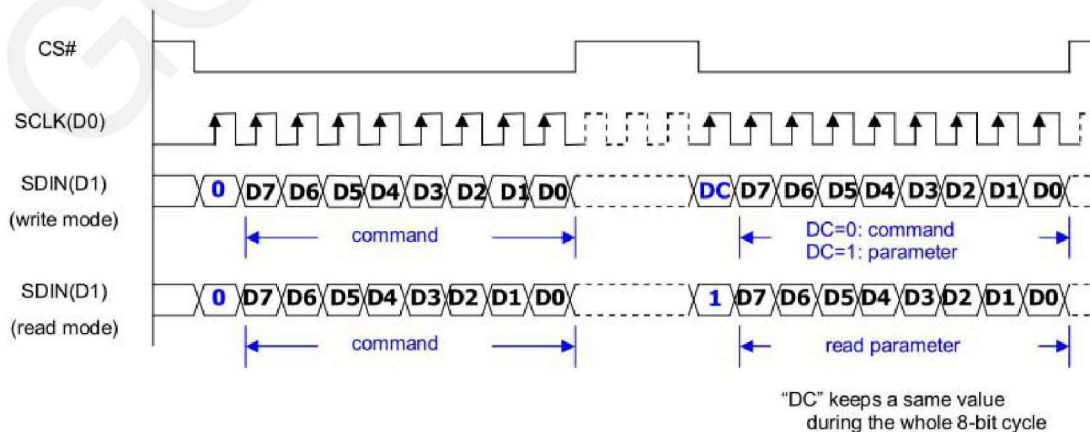 CS#
SCLK(D0)
SDIN(D1) 0 D7 D6 D5 D4 D3 D2 D1 D0 DC D7 D6 D5 D4 D3 D2 D1 D0
(write mode) command DC=0: command
DC=1: parameter
SDIN(D1) 0 D7 D6 D5 D4 D3 D2 D1 D0 1 D7 D6 D5 D4 D3 D2 D1 D0
(read mode) command read parameter
"DC" keeps a same value
during the whole 8-bit cycle